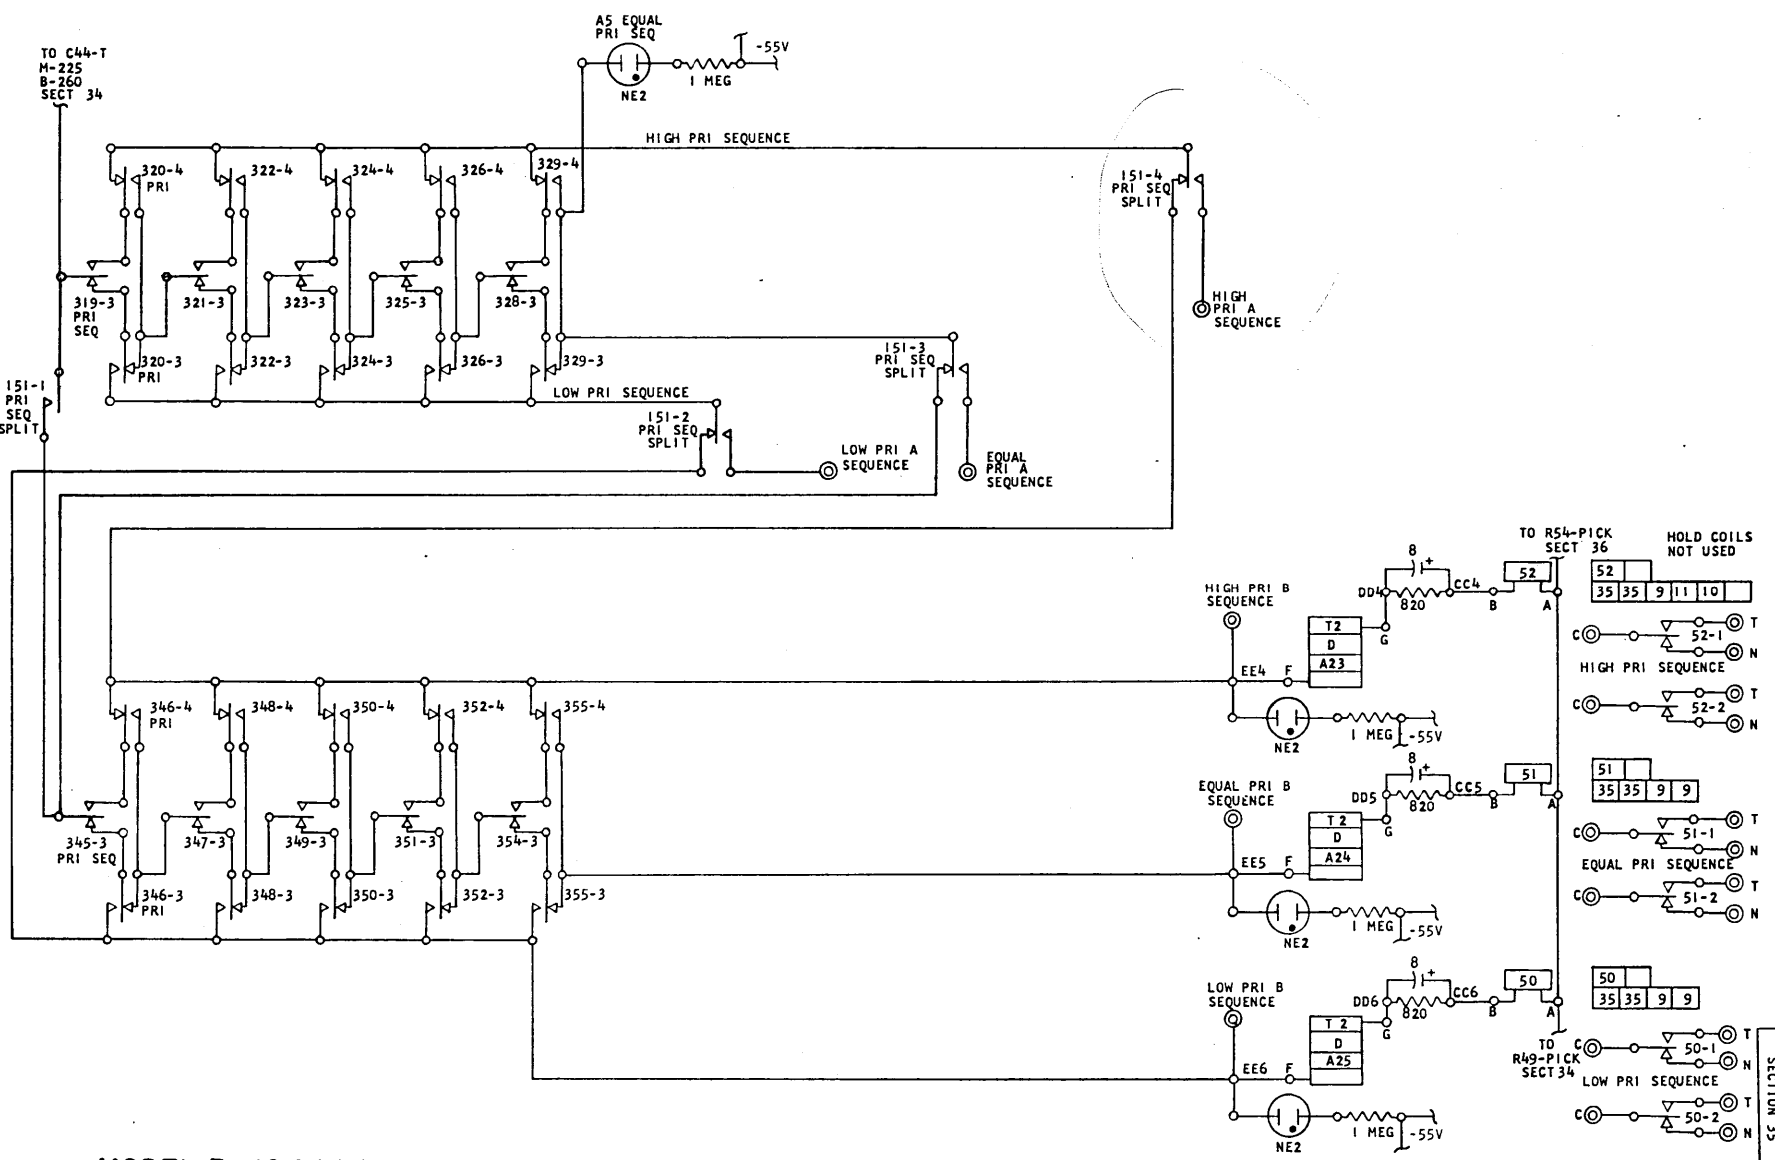 A5 EQUAL
PRI SEQ
-55V
1 MEG
NE2
TO C44-T
M-225
B-260
SECT 34
HIGH PRI SEQUENCE
320-4
PRI
322-4
324-4
326-4
329-4
151-4
PRI SEQ
SPLIT
319-3
PRI
SEQ
321-3
323-3
325-3
328-3
HIGH
PRI A
SEQUENCE
320-3
PRI
322-3
324-3
326-3
329-3
151-3
PRI SEQ
SPLIT
151-1
PRI
SEQ
SPLIT
LOW PRI SEQUENCE
151-2
PRI SEQ
SPLIT
LOW PRI A
SEQUENCE
EQUAL
PRI A
SEQUENCE
TO R54-PICK
SECT 36
HOLD COILS
NOT USED
HIGH PRI B
SEQUENCE
8
+
DD4
820
CC4
B
52
A
52
35 35 9 11 10
T2
D
A23
G
EE4
F
C
52-1
T
N
HIGH PRI SEQUENCE
C
52-2
T
N
NE2
1 MEG
-55V
346-4
PRI
348-4
350-4
352-4
355-4
EQUAL PRI B
SEQUENCE
8
+
DD5
820
CC5
B
51
A
51
35 35 9 9
T2
D
A24
G
EE5
F
C
51-1
T
N
EQUAL PRI SEQUENCE
C
51-2
T
N
NE2
1 MEG
-55V
345-3
PRI SEQ
347-3
349-3
351-3
354-3
346-3
PRI
348-3
350-3
352-3
355-3
LOW PRI B
SEQUENCE
8
+
DD6
820
CC6
B
50
A
50
35 35 9 9
T2
D
A25
G
EE6
F
TO
R49-PICK
SECT 34
C
50-1
T
N
LOW PRI SEQUENCE
C
50-2
T
N
NE2
1 MEG
-55V
SECTION 35